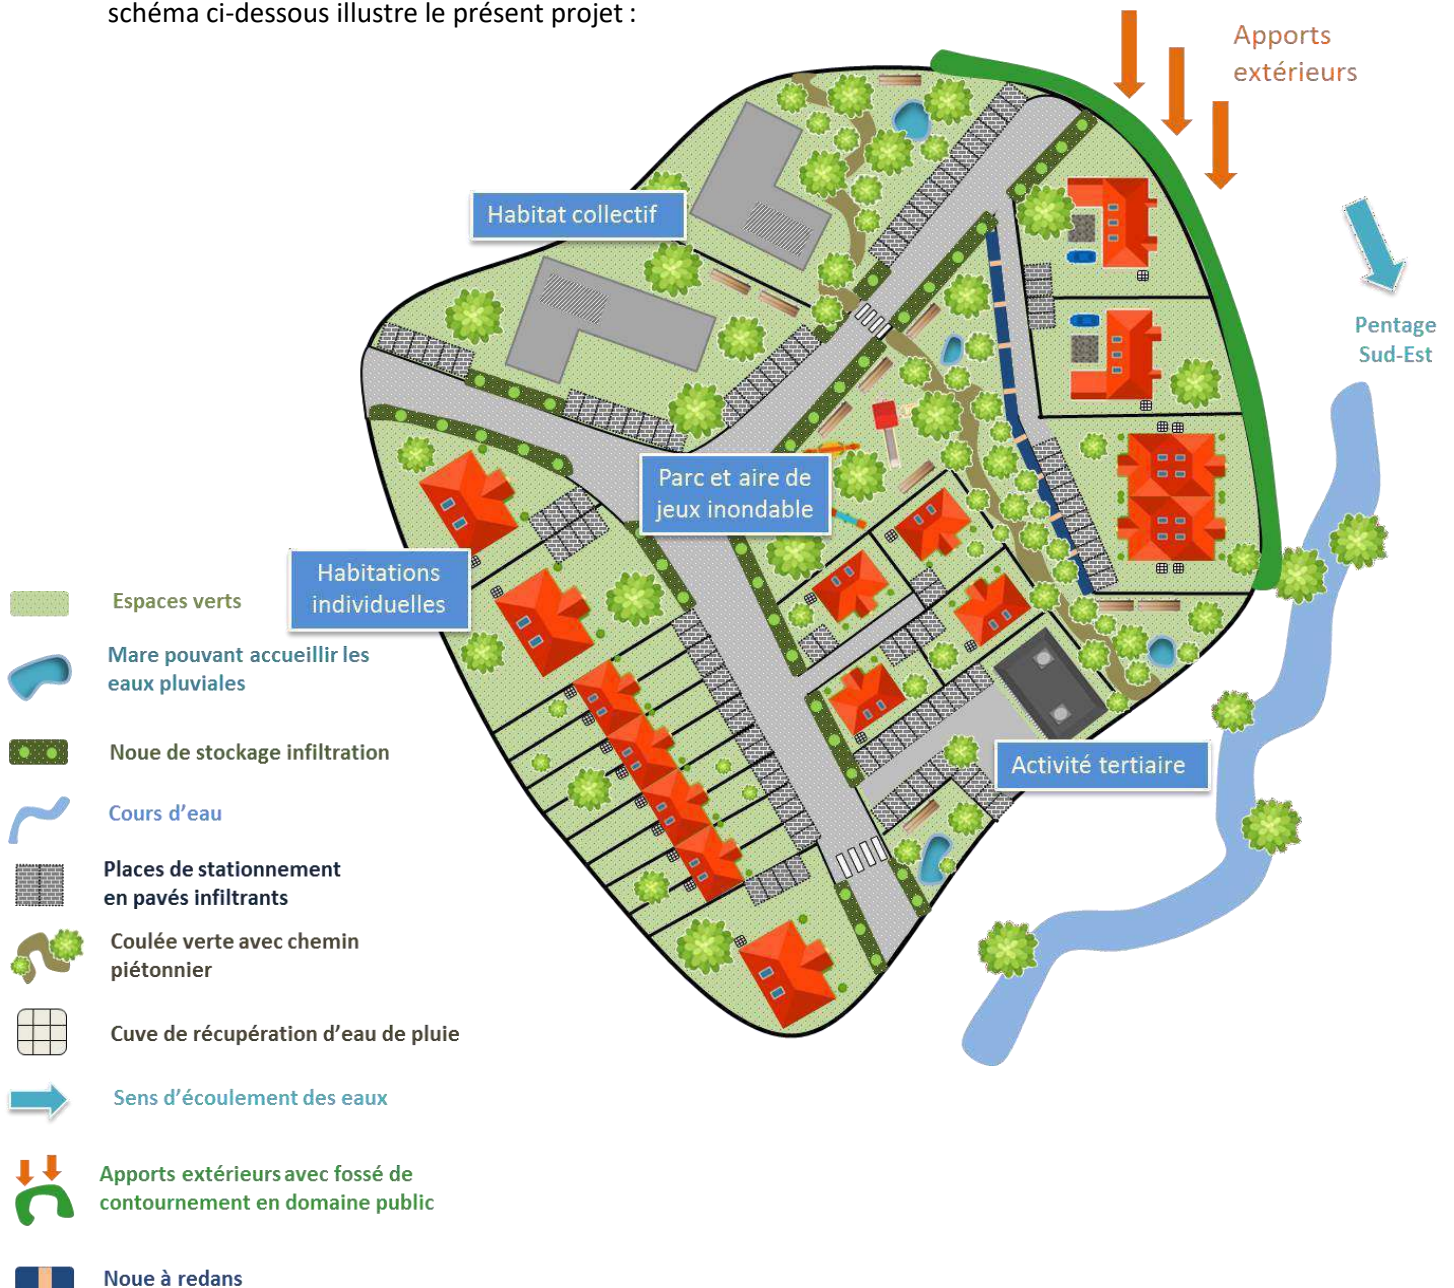 schéma ci-dessous illustre le présent projet :
Apports
extérieurs
Habitat collectif
Pentage
Sud-Est
Parc et aire de
jeux inondable
Habitations
individuelles
Activité tertiaire
Espaces verts
Mare pouvant accueillir les
eaux pluviales
Noue de stockage infiltration
Cours d’eau
Places de stationnement
en pavés infiltrants
Coulée verte avec chemin
piétonnier
Cuve de récupération d’eau de pluie
Sens d’écoulement des eaux
Apports extérieurs avec fossé de
contournement en domaine public
Noue à redans